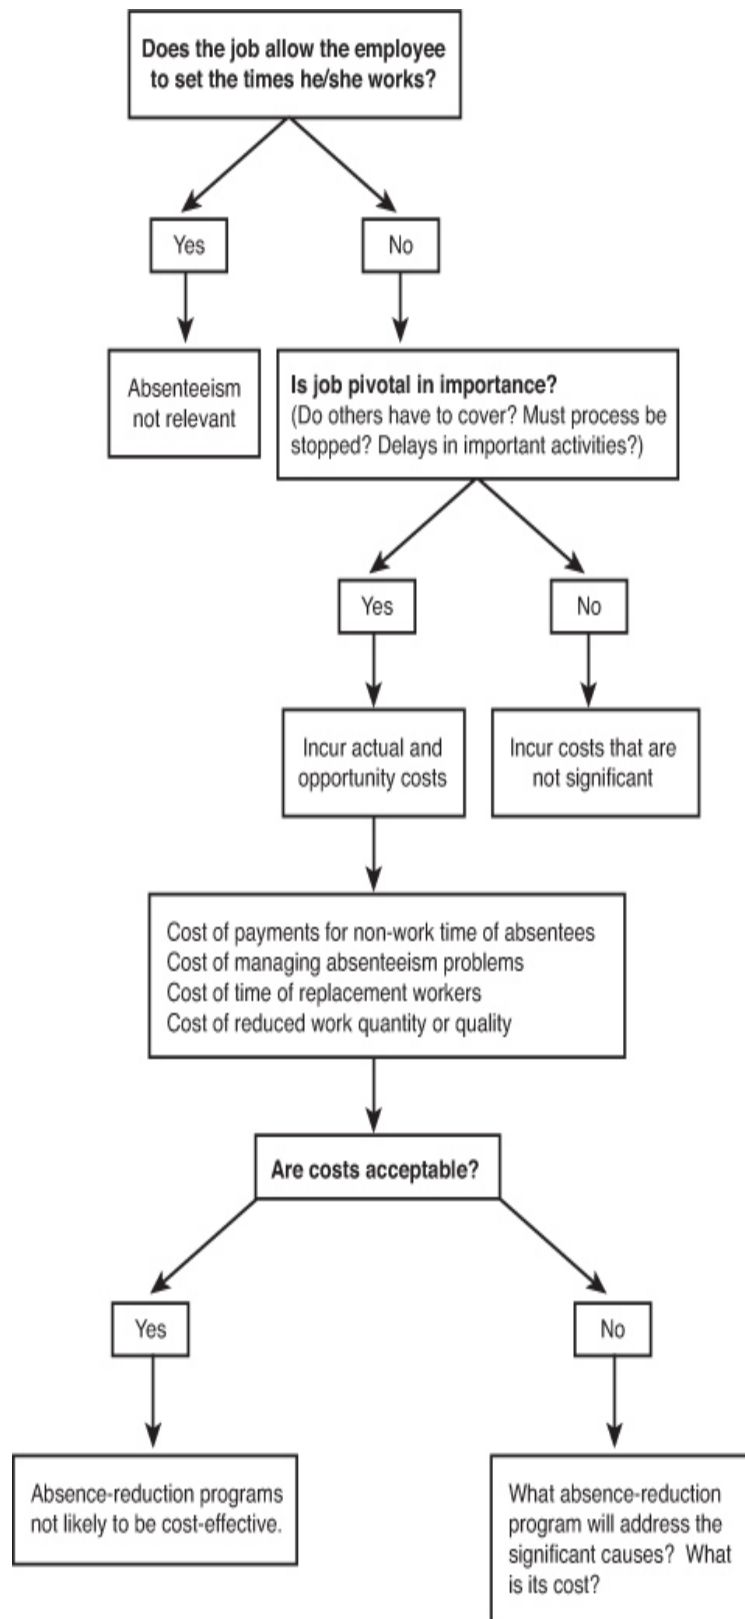 Does the job allow the employee
to set the times he/she works?
Yes
No
Absenteeism
not relevant
Is job pivotal in importance?
(Do others have to cover? Must process be
stopped? Delays in important activities?)
Yes
No
Incur actual and
opportunity costs
Incur costs that are
not significant
Cost of payments for non-work time of absentees
Cost of managing absenteeism problems
Cost of time of replacement workers
Cost of reduced work quantity or quality
Are costs acceptable?
Yes
No
Absence-reduction programs
not likely to be cost-effective.
What absence-reduction
program will address the
significant causes?  What
is its cost?